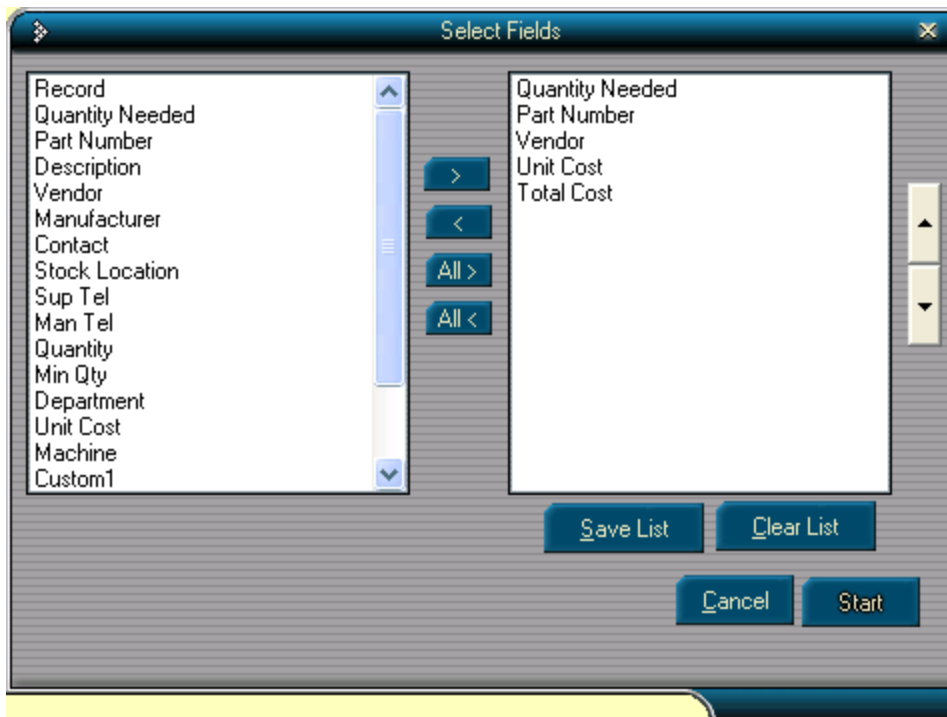 Select Fields
Record
Quantity Needed
Part Number
Description
Vendor
Manufacturer
Contact
Stock Location
Sup Tel
Man Tel
Quantity
Min Qty
Department
Unit Cost
Machine
Custom1
>
<
All >
All <
Quantity Needed
Part Number
Vendor
Unit Cost
Total Cost
Save List
Clear List
Cancel
Start